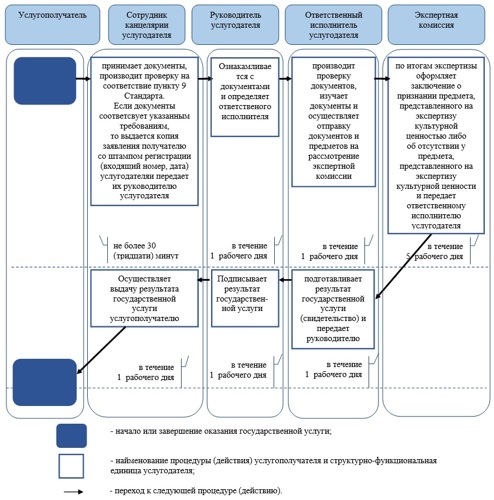 Услугополучатель
Сотрудник
канцелярии
услугодателя
Руководитель
услугодателя
Ответственный
исполнитель
услугодателя
Экспертная
комиссия
принимает документы,
производит проверку на
соответствие пункту 9
Стандарта.
Если документы
соответсвует указанным
требованиям,
то выдается копия
заявления получателю
со штампом регистрации
(входящий номер, дата)
услугодателяи передает
их руководителю
услугодателя
Ознакамливае
тся с
документами
и определяет
ответственого
исполнителя
производит
проверку
документов,
изучает
документы и
осуществляет
отправку
документов и
предметов на
рассмотрение
экспертной
комиссии
по итогам экспертизы
оформляет
заключение о
признании предмета,
представленного на
экспертизу
культурной
ценностью либо
об отсутствии у
предмета,
представленного на
экспертизу
культурной ценности
и передает
ответственному
исполнителю
услугодателя
не более 30
(тридцати) минут
в течение
1 рабочего дня
в течение
1 рабочего дня
в течение
5 рабочего дня
Осуществляет
выдачу результата
государственной
услуги
услугополучателю
Подписывает
результат
государствен-
ной услуги
подготавливает
результат
государственной
услуги
(свидетельство) и
передает
руководителю
в течение
1 рабочего дня
в течение
1 рабочего дня
в течение
1 рабочего дня
- начало или завершение оказания государственной услуги;
- наименование процедуры (действия) услугополучателя и структурно-функциональная
единица услугодателя;
- переход к следующей процедуре (действию).